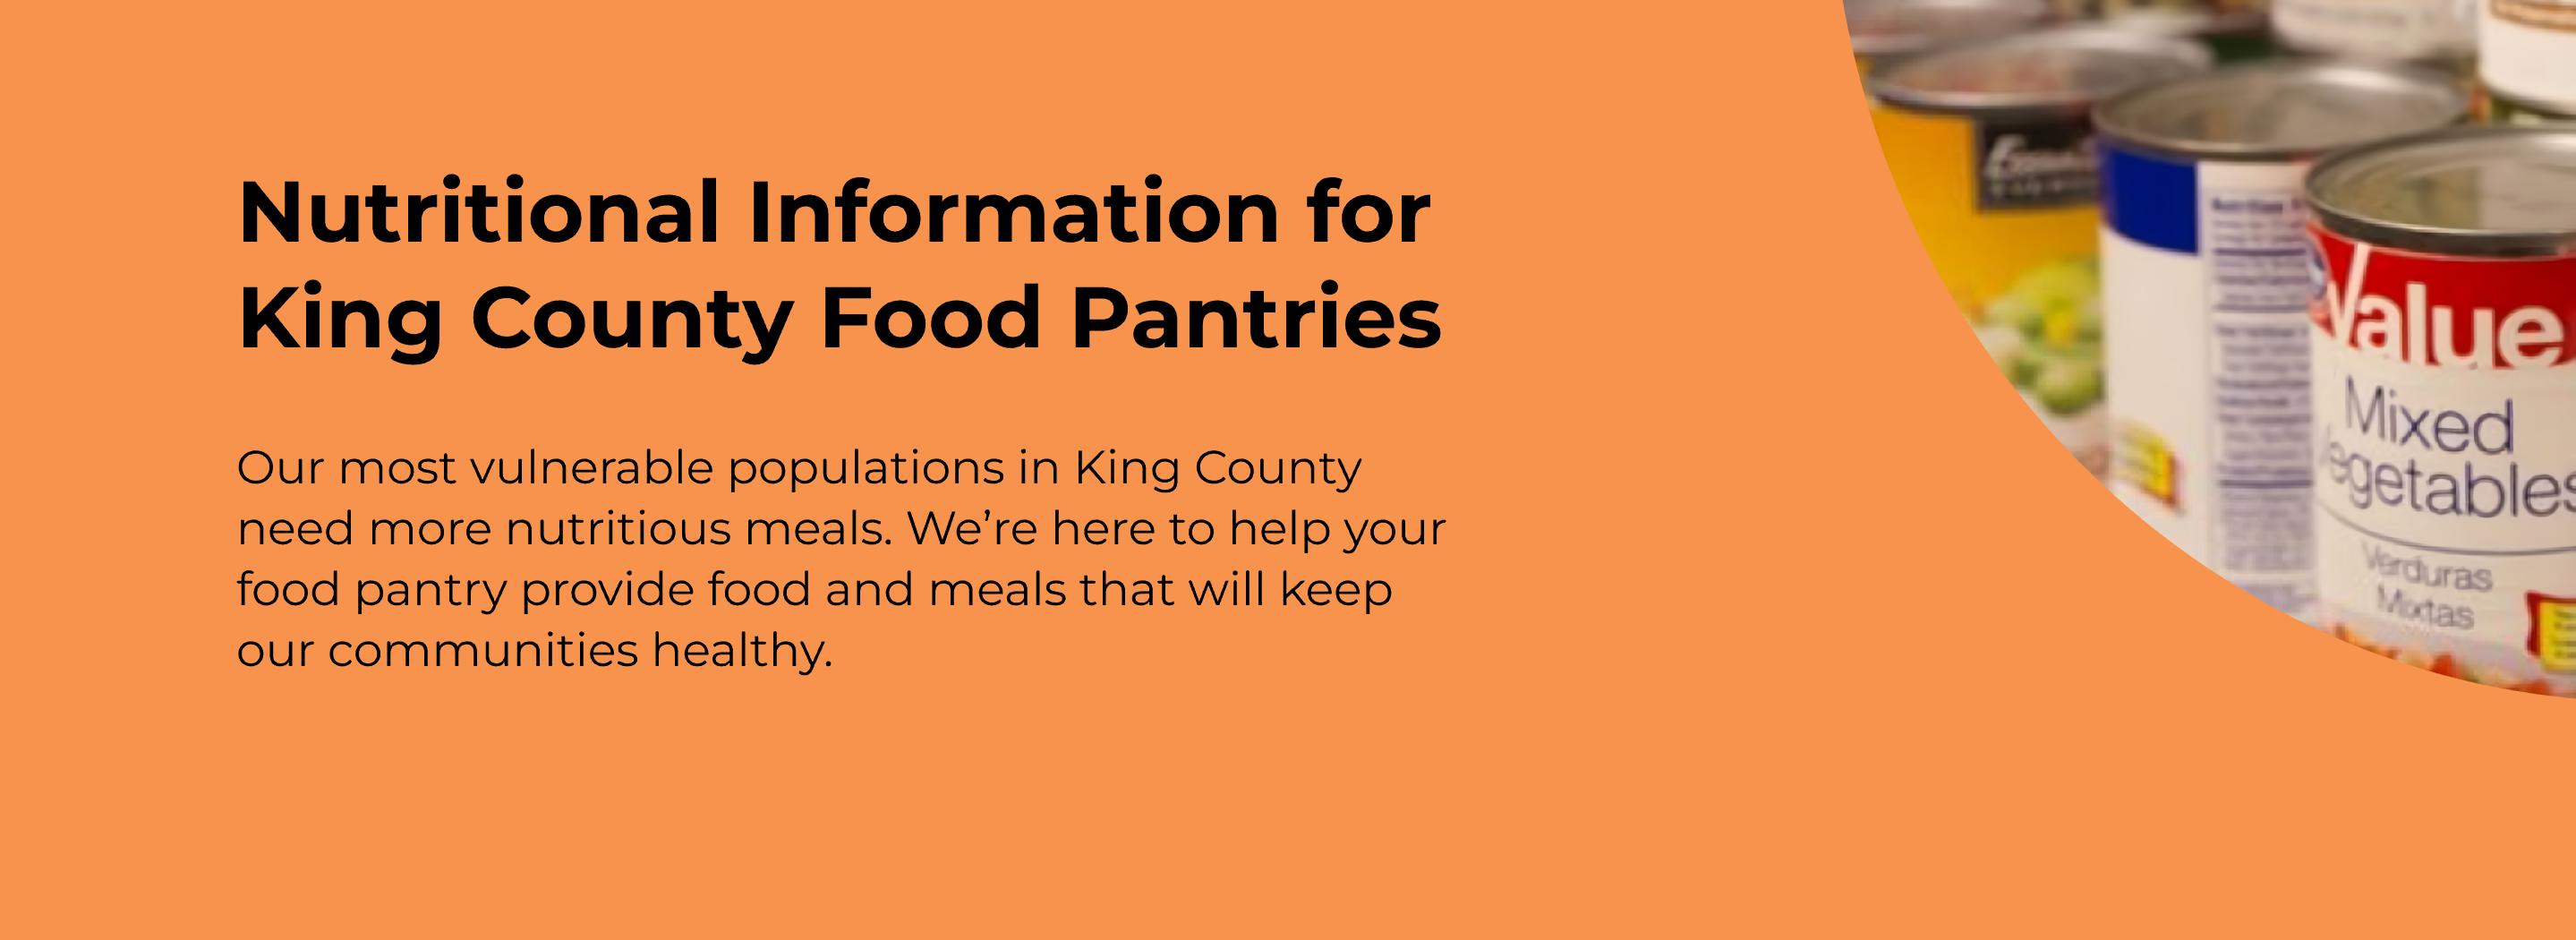 Nutritional Information for
King County Food Pantries
Our most vulnerable populations in King County
need more nutritious meals. We’re here to help your
food pantry provide food and meals that will keep
our communities healthy.
Value
Mixed
Vegetables
Verduras
Mixtas